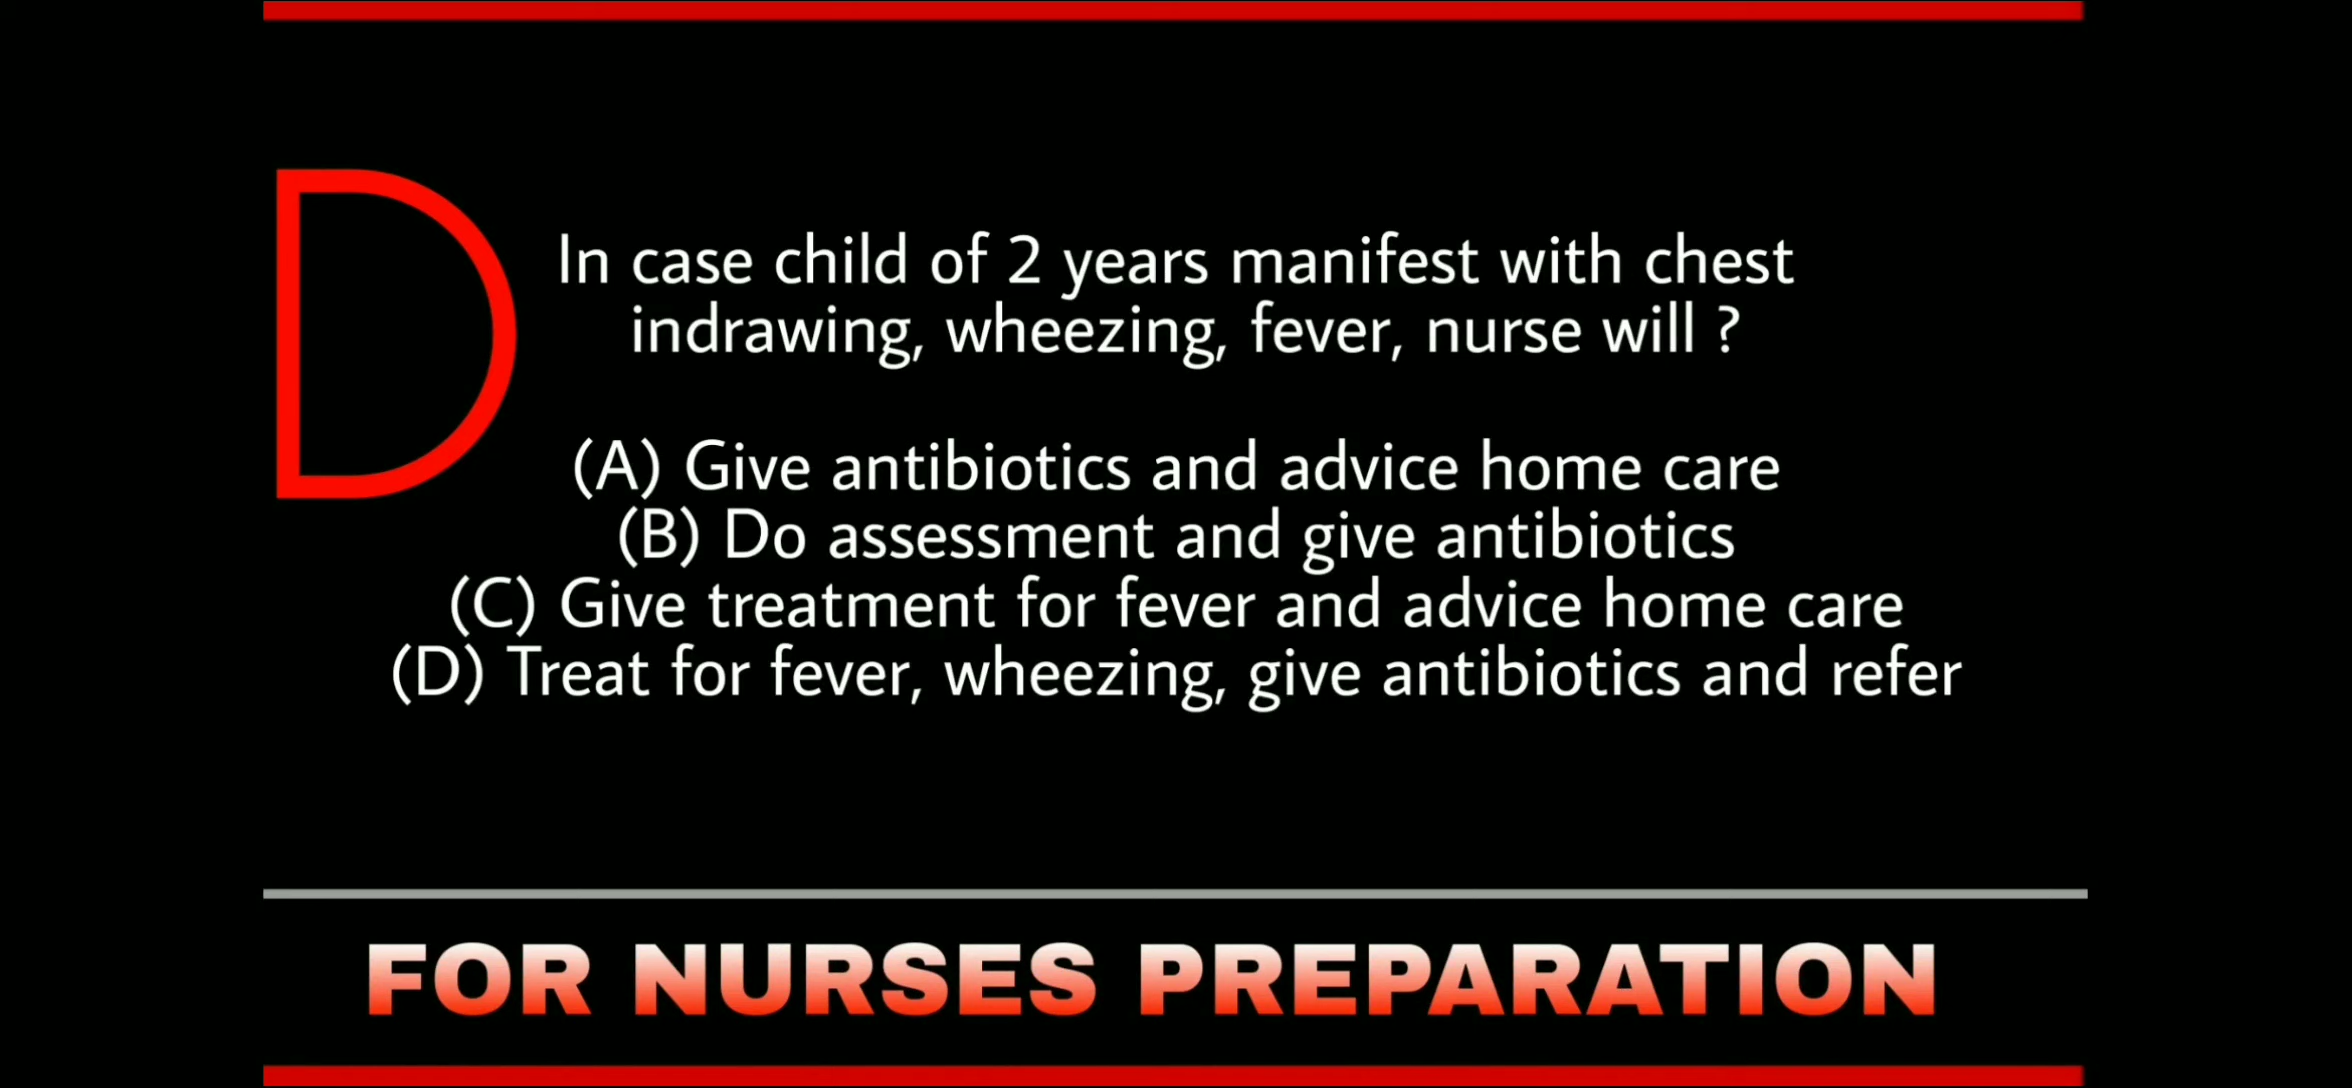 D
In case child of 2 years manifest with chest
indrawing, wheezing, fever, nurse will ?
(A) Give antibiotics and advice home care
(B) Do assessment and give antibiotics
(C) Give treatment for fever and advice home care
(D) Treat for fever, wheezing, give antibiotics and refer
FOR NURSES PREPARATION